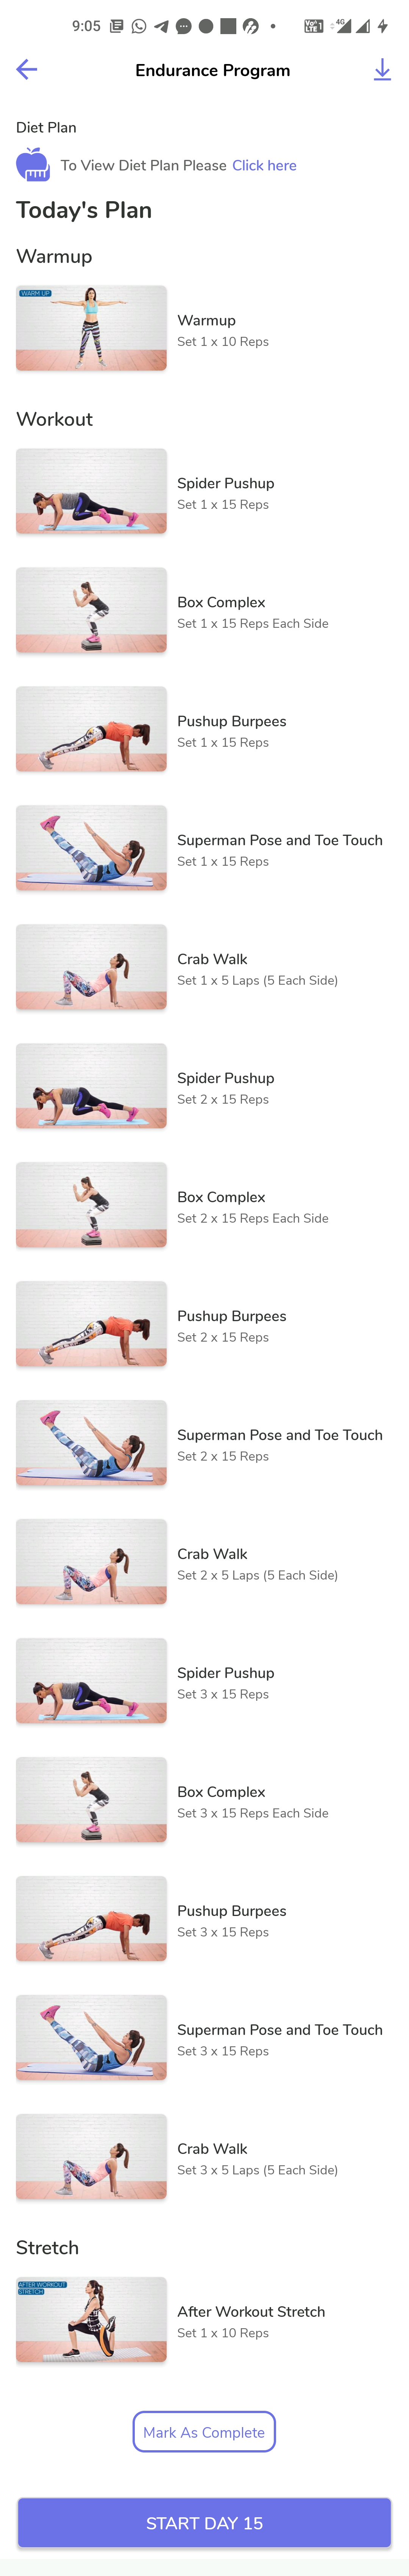 9:05
Vo)) 1
LTE
4G
Endurance Program
Diet Plan
To View Diet Plan Please Click here
Today's Plan
Warmup
WARM UP
Warmup
Set 1 x 10 Reps
Workout
Spider Pushup
Set 1 x 15 Reps
Box Complex
Set 1 x 15 Reps Each Side
Pushup Burpees
Set 1 x 15 Reps
Superman Pose and Toe Touch
Set 1 x 15 Reps
Crab Walk
Set 1 x 5 Laps (5 Each Side)
Spider Pushup
Set 2 x 15 Reps
Box Complex
Set 2 x 15 Reps Each Side
Pushup Burpees
Set 2 x 15 Reps
Superman Pose and Toe Touch
Set 2 x 15 Reps
Crab Walk
Set 2 x 5 Laps (5 Each Side)
Spider Pushup
Set 3 x 15 Reps
Box Complex
Set 3 x 15 Reps Each Side
Pushup Burpees
Set 3 x 15 Reps
Superman Pose and Toe Touch
Set 3 x 15 Reps
Crab Walk
Set 3 x 5 Laps (5 Each Side)
Stretch
AFTER WORKOUT
STRETCH
After Workout Stretch
Set 1 x 10 Reps
Mark As Complete
START DAY 15